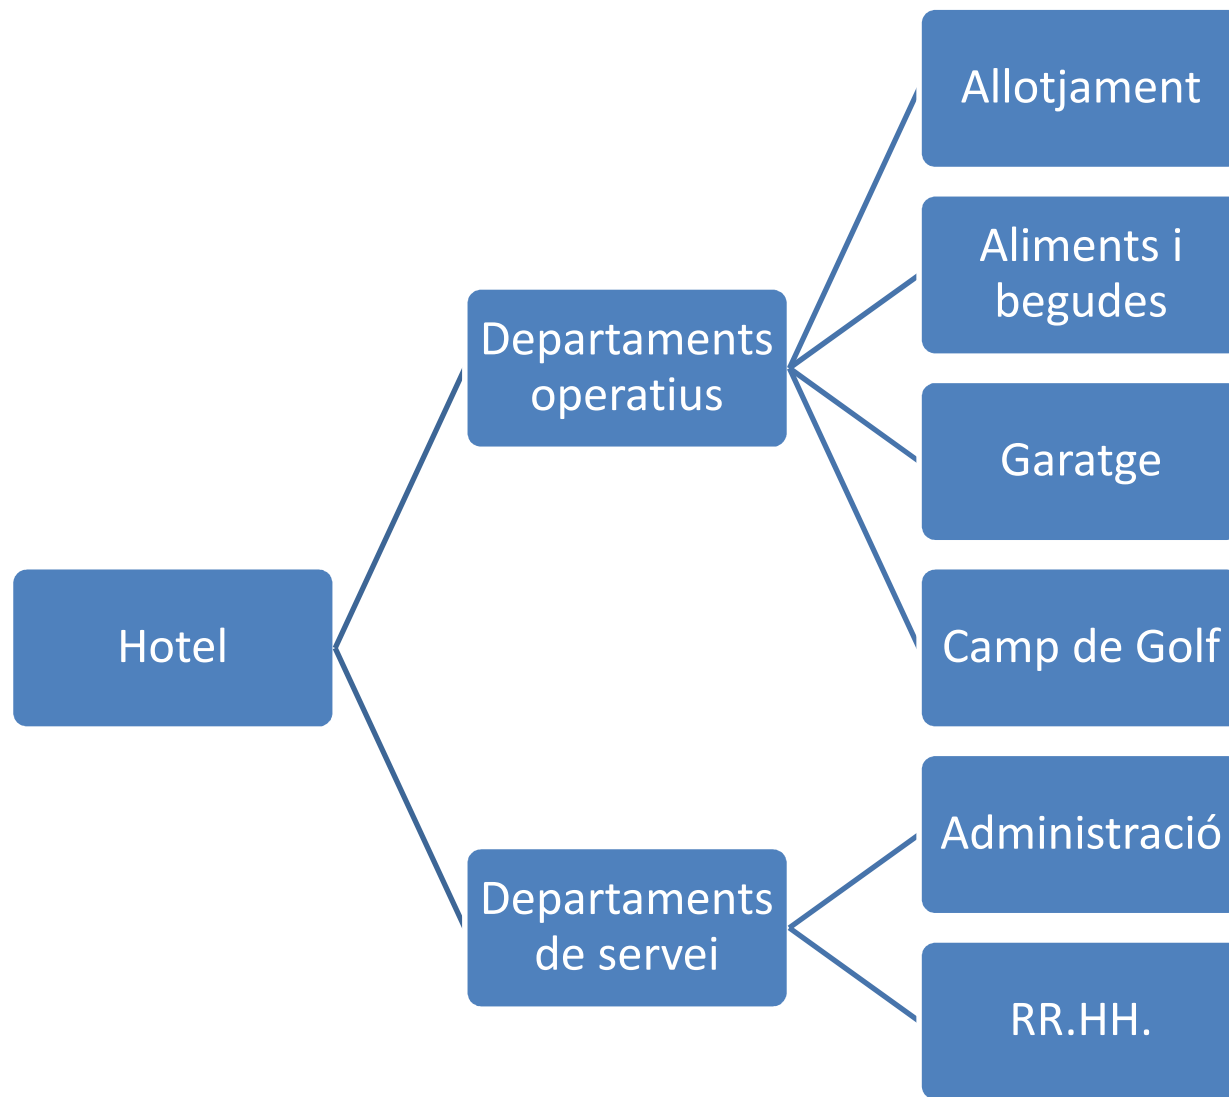 Allotjament
Aliments i
begudes
Departaments
operatius
Garatge
Hotel
Camp de Golf
Administració
Departaments
de servei
RR.HH.